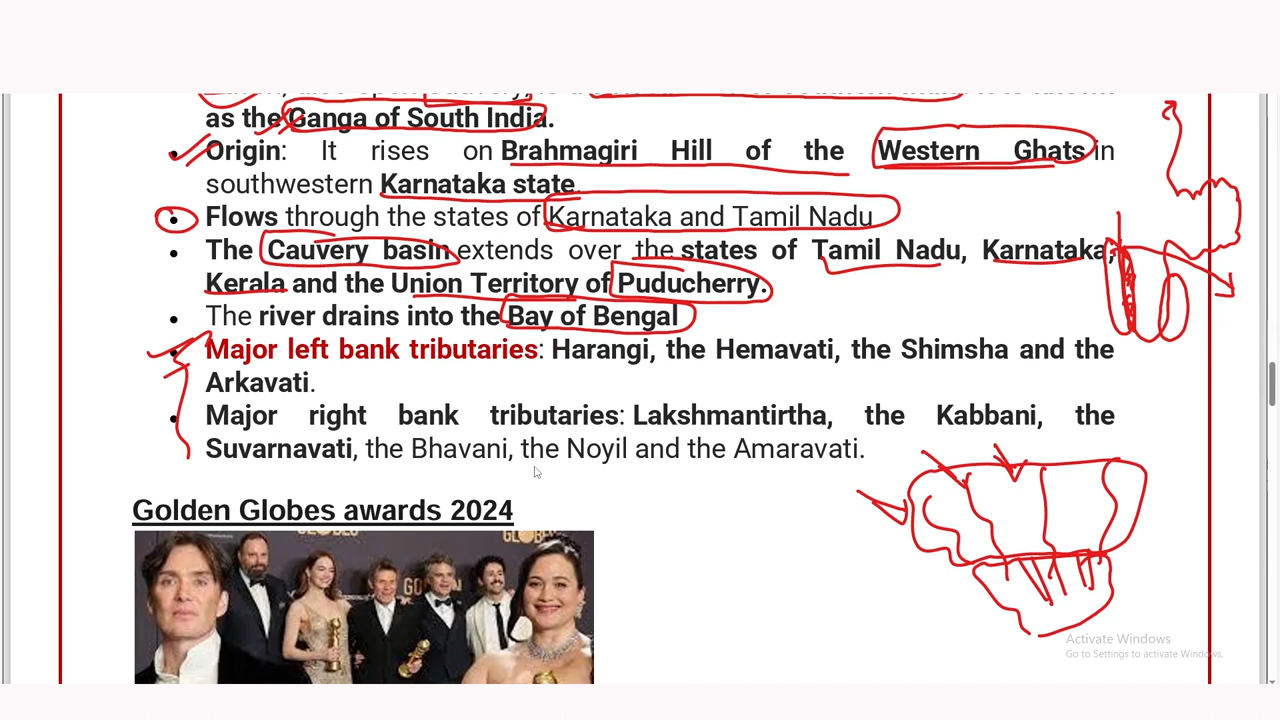 as the Ganga of South India.
• Origin: It rises on Brahmagiri Hill of the Western Ghats in
southwestern Karnataka state.
• Flows through the states of Karnataka and Tamil Nadu
• The Cauvery basin extends over the states of Tamil Nadu, Karnataka,
Kerala and the Union Territory of Puducherry.
• The river drains into the Bay of Bengal
• Major left bank tributaries: Harangi, the Hemavati, the Shimsha and the
Arkavati.
• Major right bank tributaries: Lakshmantirtha, the Kabbani, the
Suvarnavati, the Bhavani, the Noyil and the Amaravati.
Golden Globes awards 2024
Activate Windows
Go to Settings to activate Windows.